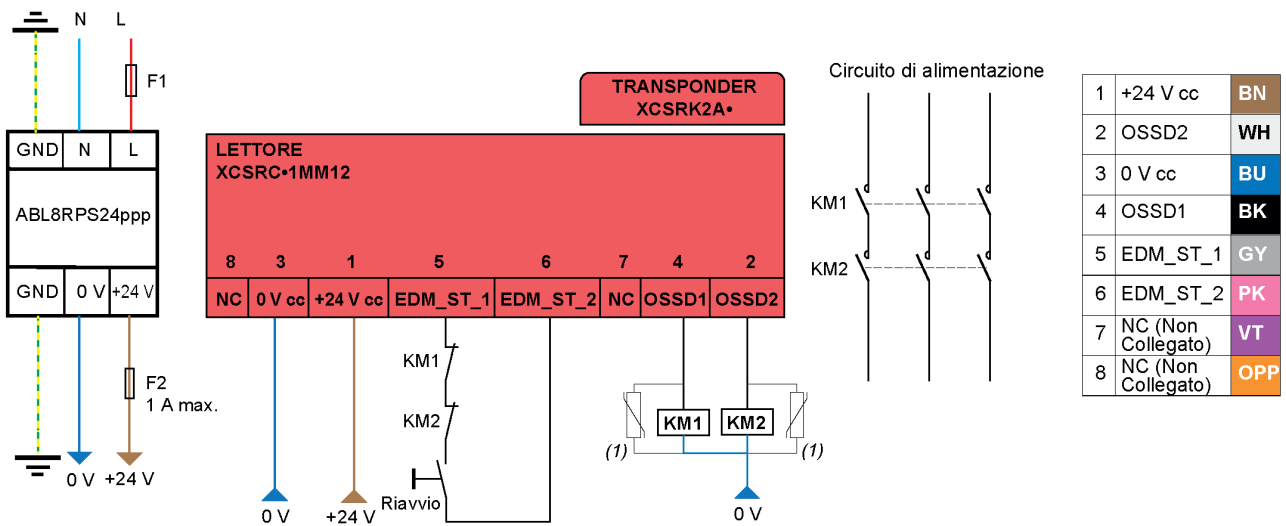 N L
F1
GND N L
ABL8RPS24ppp
GND 0 V +24 V
F2
1 A max.
0 V +24 V
TRANSPONDER
XCSRK2A•
LETTORE
XCSRC•1MM12
8 3 1 5 6 7 4 2
NC 0 V cc +24 V cc EDM_ST_1 EDM_ST_2 NC OSSD1 OSSD2
KM1
KM2
Riavvio
0 V +24 V
KM1 KM2
(1) (1)
0 V
Circuito di alimentazione
KM1
KM2
1 +24 V cc BN
2 OSSD2 WH
3 0 V cc BU
4 OSSD1 BK
5 EDM_ST_1 GY
6 EDM_ST_2 PK
7 NC (Non
Collegato) VT
8 NC (Non
Collegato) OPP